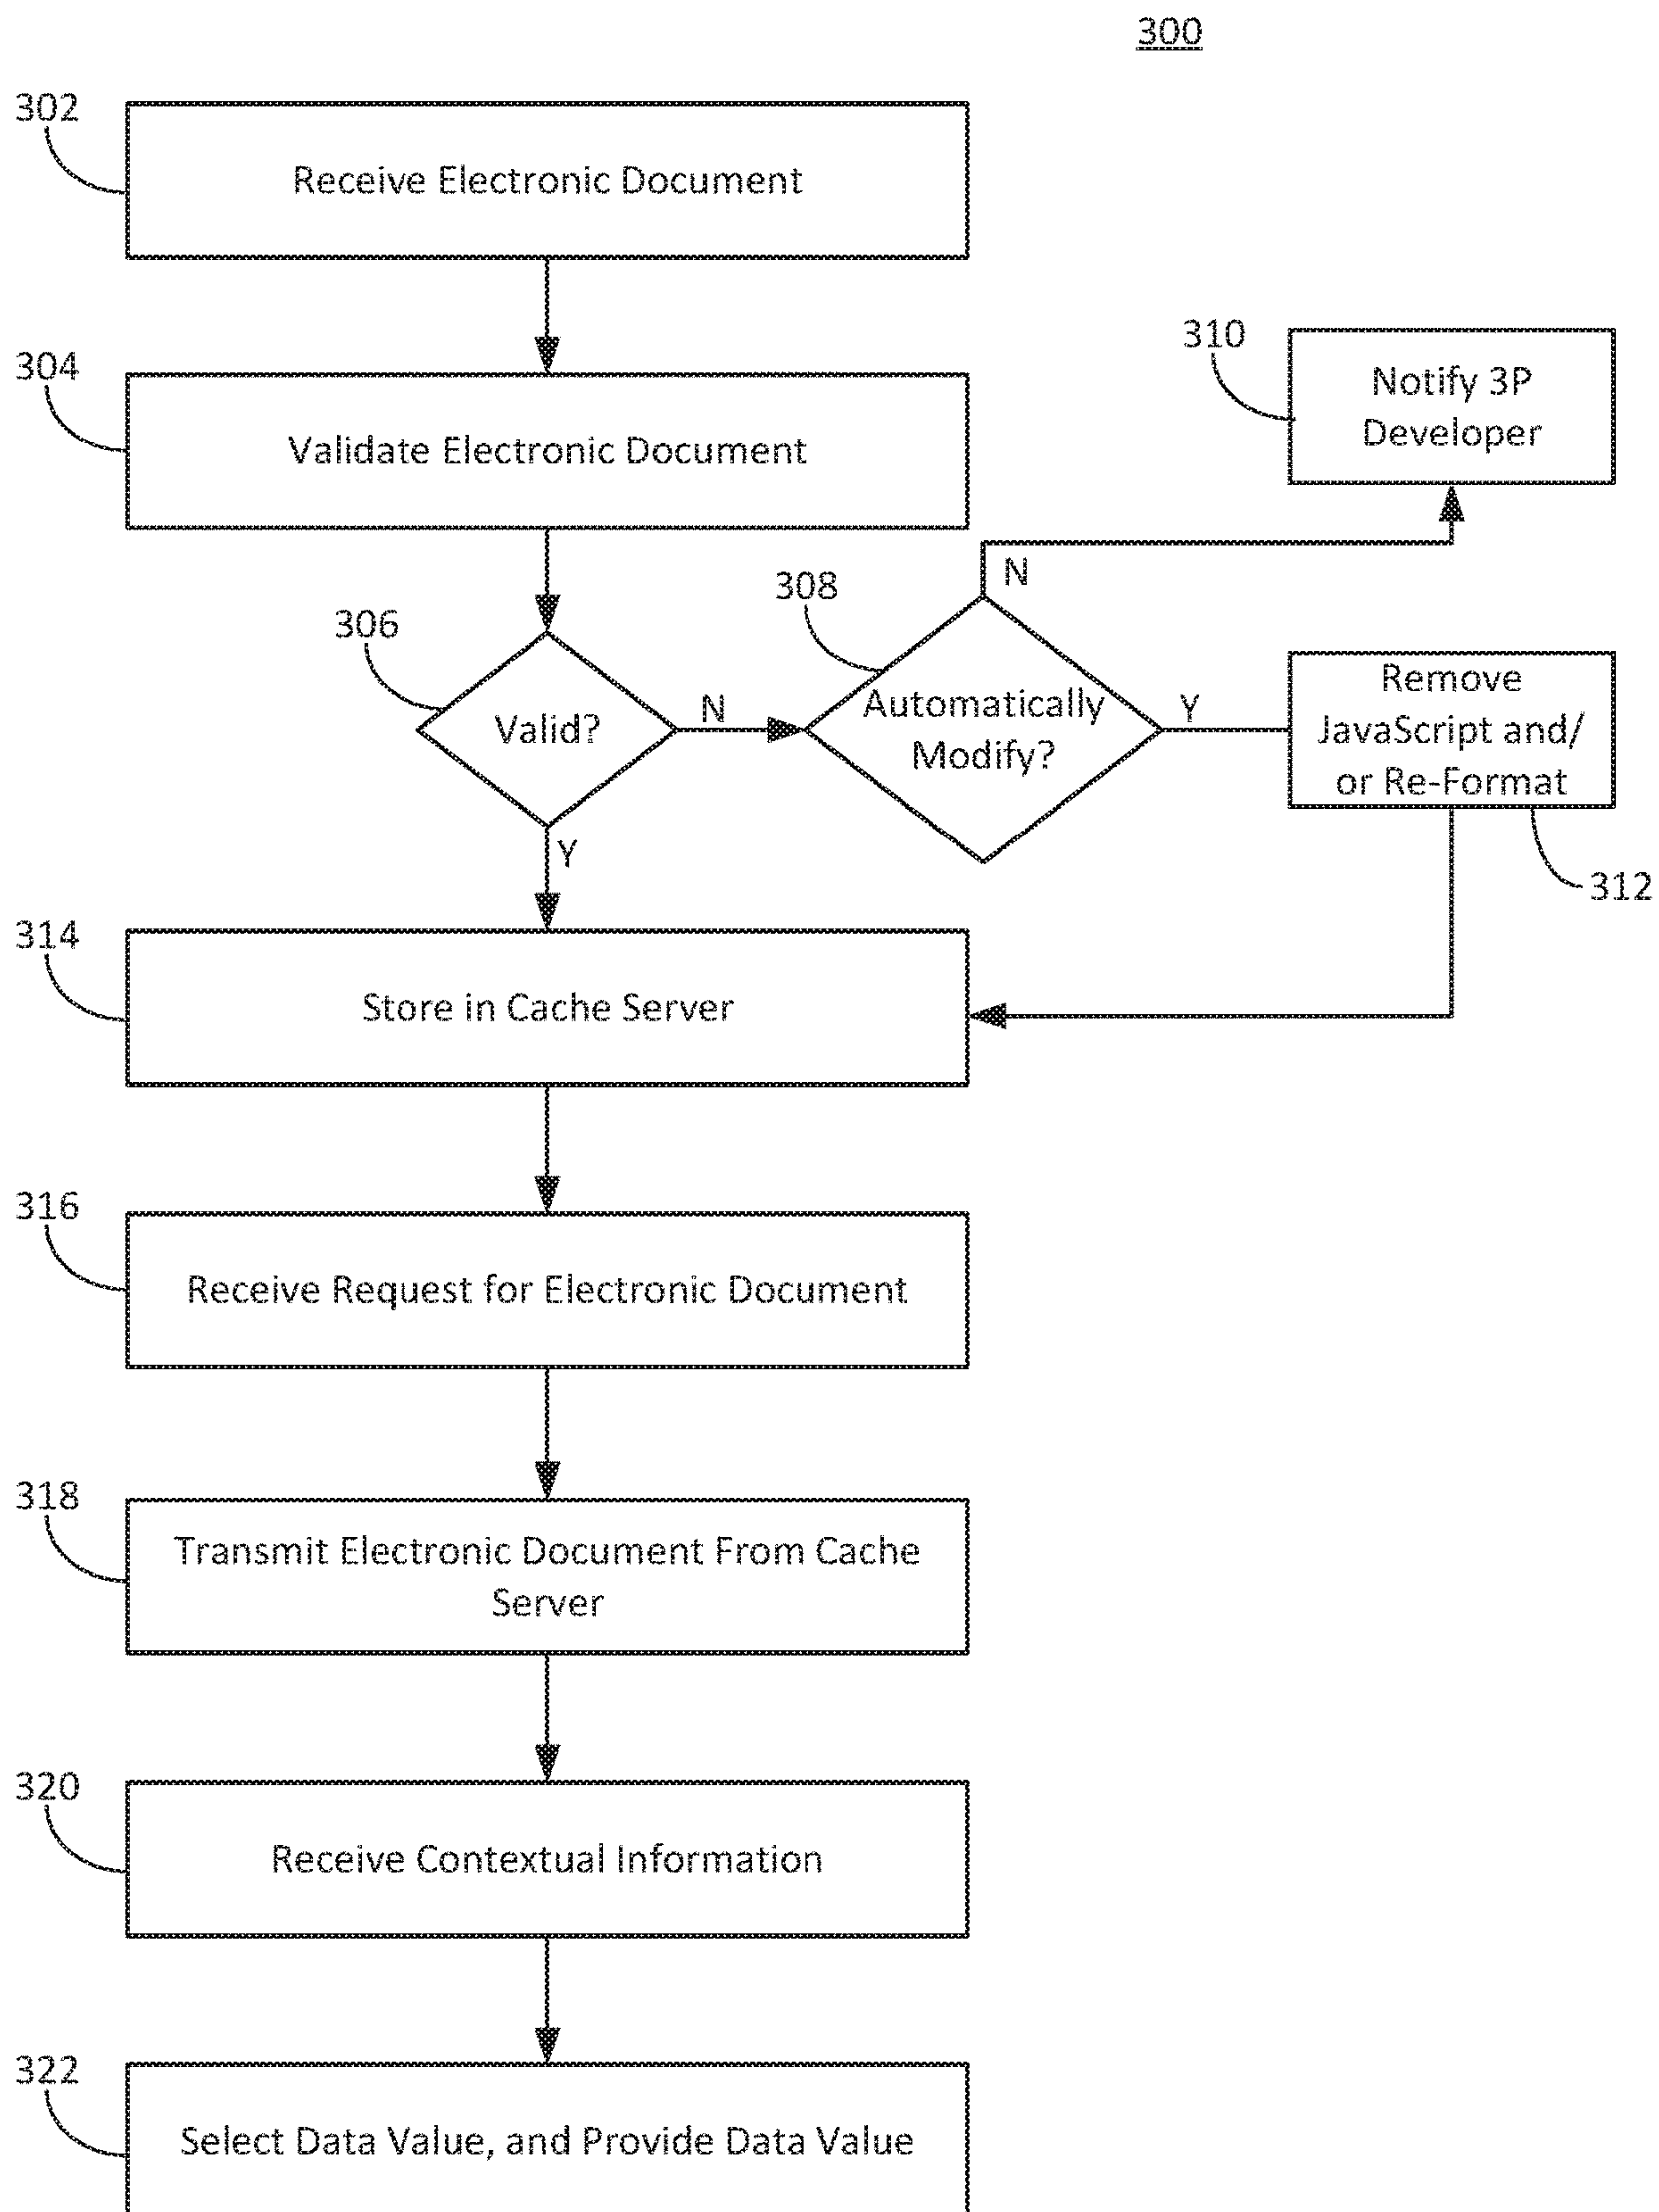 300
302
Receive Electronic Document
304
Validate Electronic Document
310
Notify 3P
Developer
306
Valid?
N
Y
308
Automatically
Modify?
N
Y
Remove
JavaScript and/
or Re-Format
312
314
Store in Cache Server
316
Receive Request for Electronic Document
318
Transmit Electronic Document From Cache
Server
320
Receive Contextual Information
322
Select Data Value, and Provide Data Value